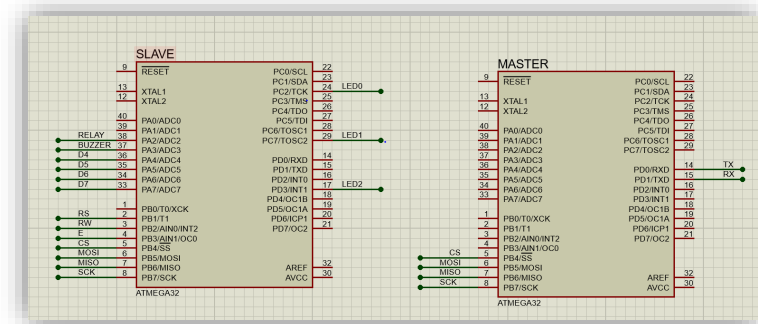 SLAVE
9 RESET PC0/SCL 22
PC1/SDA 23
13 XTAL1 PC2/TCK 24 LED0
12 XTAL2 PC3/TMS 25
PC4/TDO 26
40 PA0/ADC0 PC5/TDI 27
39 PA1/ADC1 PC6/TOSC1 28
RELAY 38 PA2/ADC2 PC7/TOSC2 29 LED1
BUZZER 37 PA3/ADC3
D4 36 PA4/ADC4 PD0/RXD 14
D5 35 PA5/ADC5 PD1/TXD 15
D6 34 PA6/ADC6 PD2/INT0 16
D7 33 PA7/ADC7 PD3/INT1 17 LED2
PD4/OC1B 18
1 PB0/T0/XCK PD5/OC1A 19
RS 2 PB1/T1 PD6/ICP1 20
RW 3 PB2/AIN0/INT2 PD7/OC2 21
E 4 PB3/AIN1/OC0
CS 5 PB4/SS
MOSI 6 PB5/MOSI
MISO 7 PB6/MISO AREF 32
SCK 8 PB7/SCK AVCC 30
ATMEGA32
MASTER
9 RESET PC0/SCL 22
PC1/SDA 23
13 XTAL1 PC2/TCK 24
12 XTAL2 PC3/TMS 25
PC4/TDO 26
40 PA0/ADC0 PC5/TDI 27
39 PA1/ADC1 PC6/TOSC1 28
38 PA2/ADC2 PC7/TOSC2 29
37 PA3/ADC3
36 PA4/ADC4 PD0/RXD 14 TX
35 PA5/ADC5 PD1/TXD 15 RX
34 PA6/ADC6 PD2/INT0 16
33 PA7/ADC7 PD3/INT1 17
PD4/OC1B 18
1 PB0/T0/XCK PD5/OC1A 19
2 PB1/T1 PD6/ICP1 20
3 PB2/AIN0/INT2 PD7/OC2 21
4 PB3/AIN1/OC0
CS 5 PB4/SS
MOSI 6 PB5/MOSI
MISO 7 PB6/MISO AREF 32
SCK 8 PB7/SCK AVCC 30
ATMEGA32